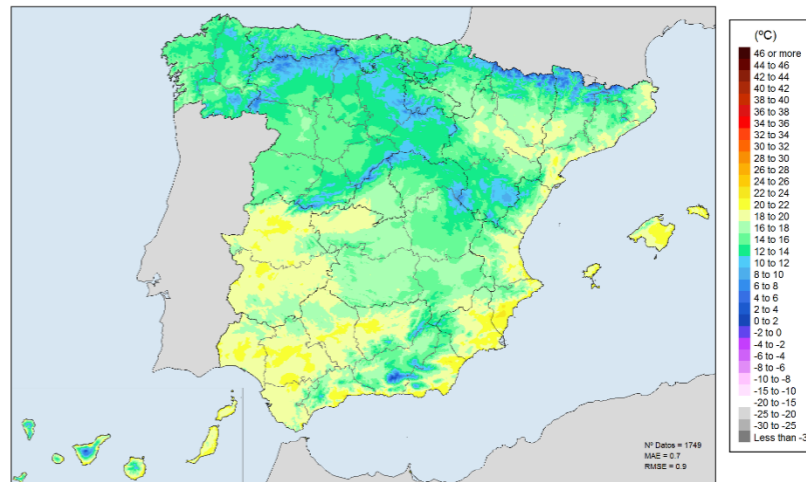 (ºC)
46 or more
44 to 46
42 to 44
40 to 42
38 to 40
36 to 38
34 to 36
32 to 34
30 to 32
28 to 30
26 to 28
24 to 26
22 to 24
20 to 22
18 to 20
16 to 18
14 to 16
12 to 14
10 to 12
8 to 10
6 to 8
4 to 6
2 to 4
0 to 2
-2 to 0
-4 to -2
-6 to -4
-8 to -6
-10 to -8
-15 to -10
-20 to -15
-25 to -20
-30 to -25
Less than -3
Nº Datos = 1749
MAE = 0.7
RMSE = 0.9